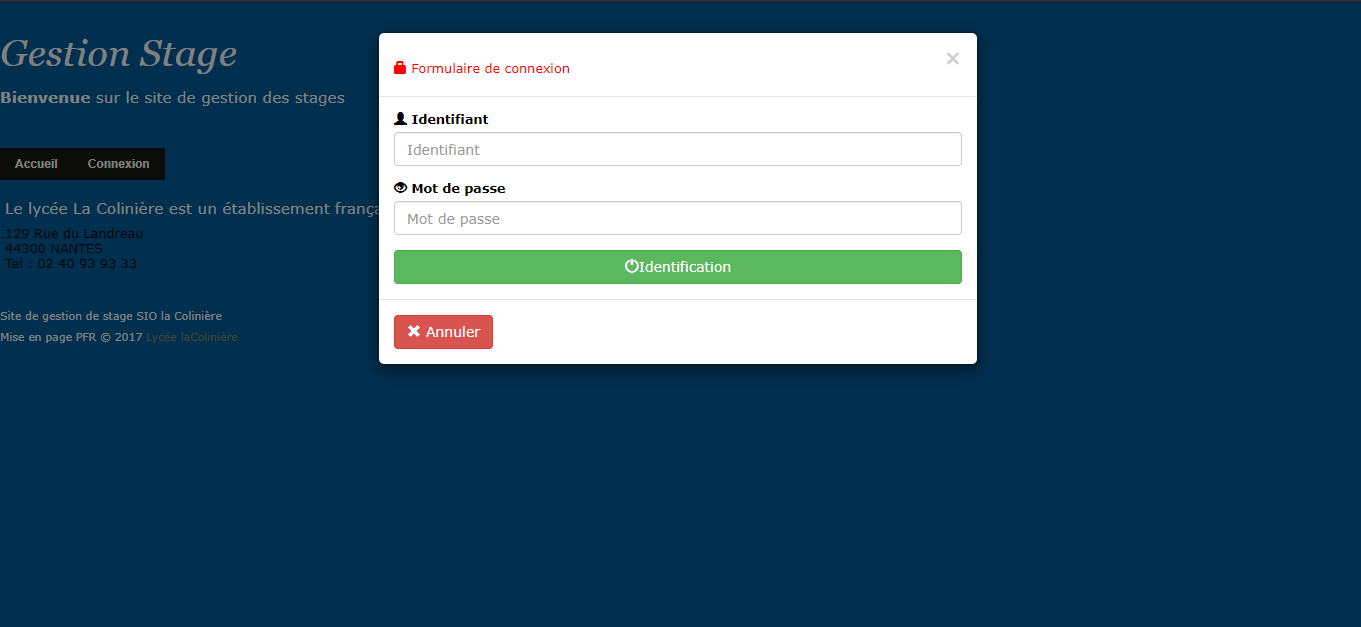 Gestion Stage
Bienvenue sur le site de gestion des stages
Accueil Connexion
Le lycée La Colinière est un établissement
129 Rue du Landreau
44300 NANTES
Tel : 02 40 93 93 33
Site de gestion de stage SIO la Colinière
Mise en page PFR © 2017 Lycée laColinière
Formulaire de connexion
×
Identifiant
Identifiant
Mot de passe
Mot de passe
Identification
Annuler